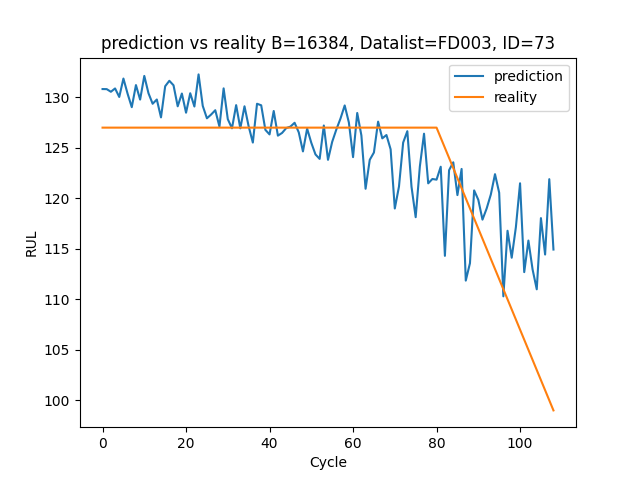 prediction vs reality B=16384, Datalist=FD003, ID=73
prediction
reality
130
125
120
115
110
105
100
RUL
0
20
40
60
80
100
Cycle